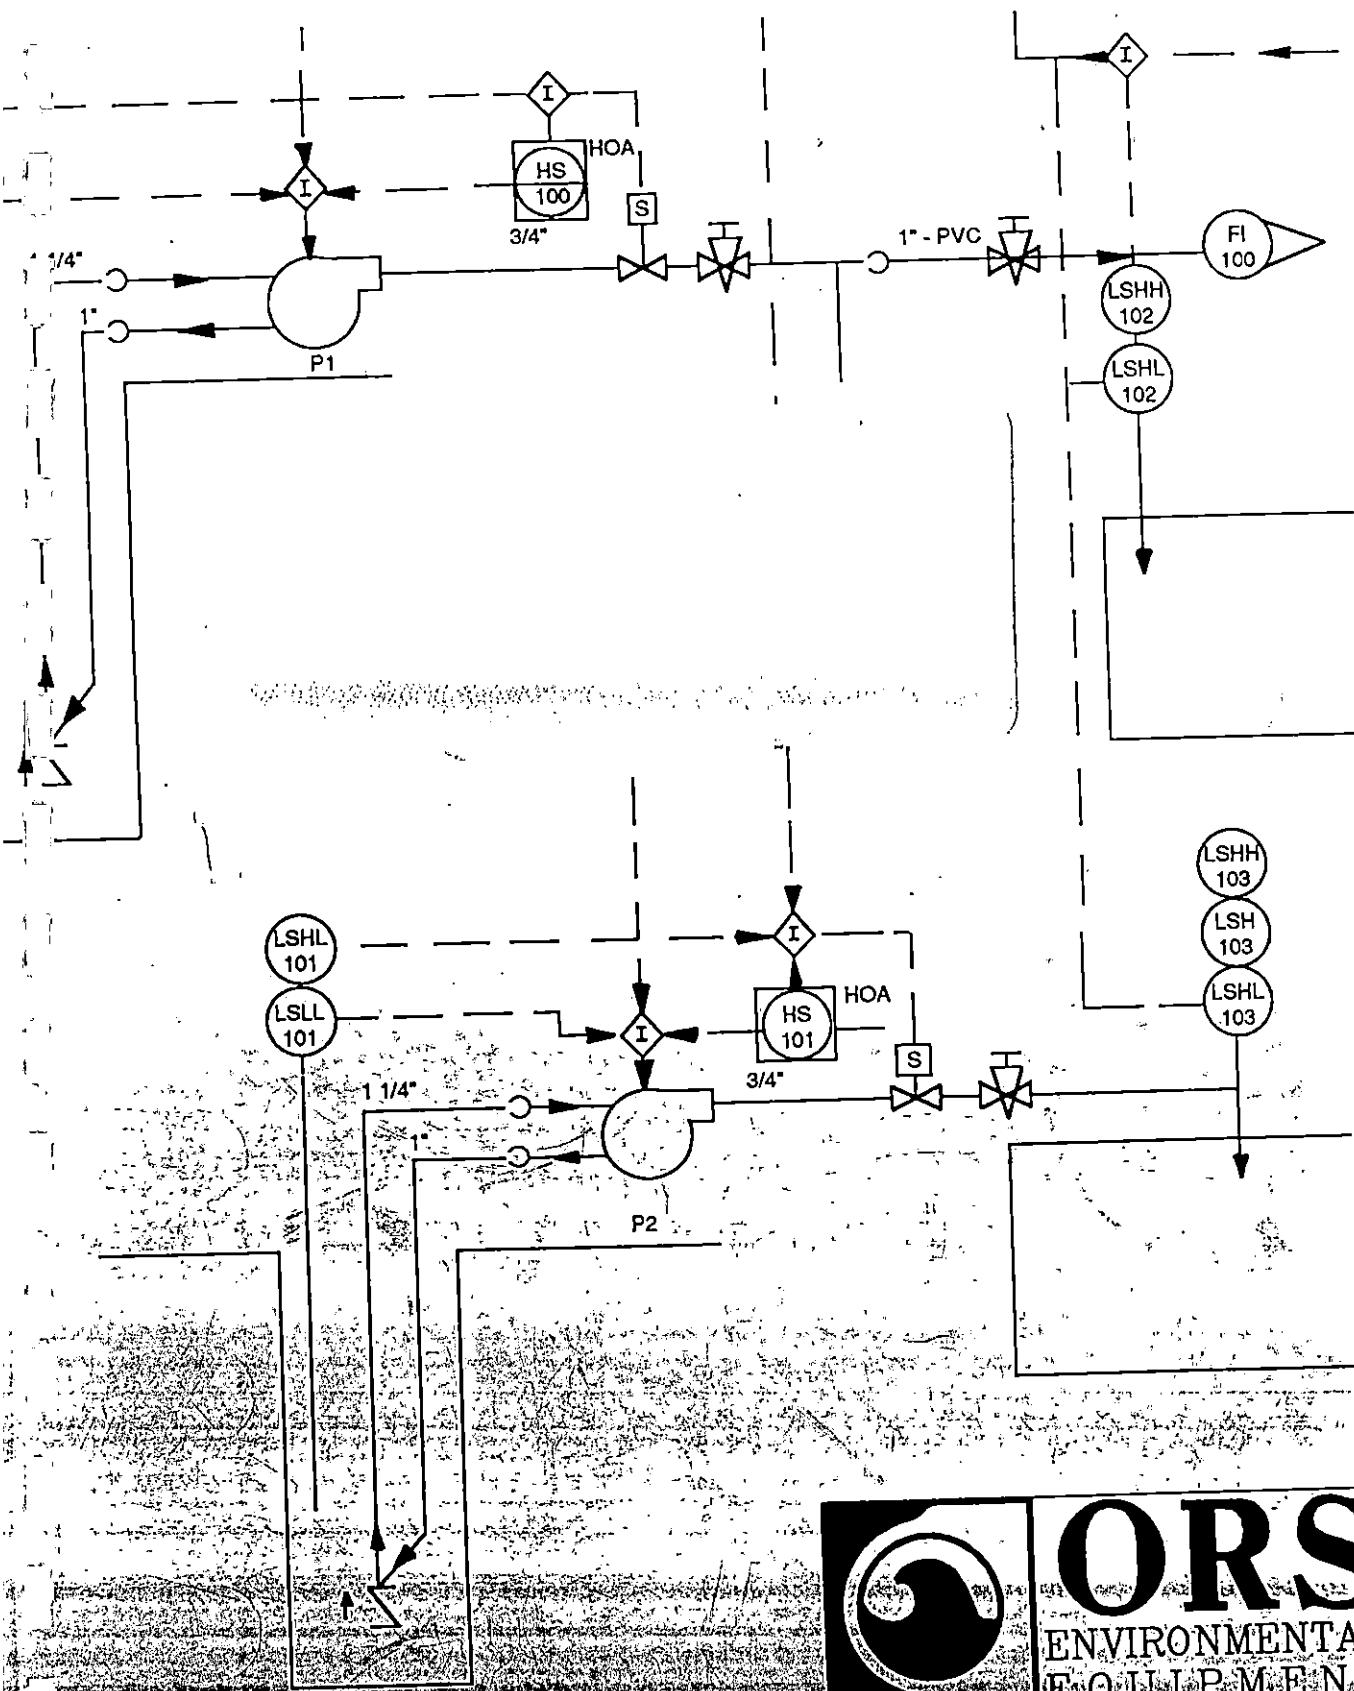 I
I
HOA
HS
100
I
S
3/4"
1" - PVC
FI
100
1/4"
LSHH
102
1"
P1
LSHL
102
LSHH
103
LSHL
101
I
LSH
103
HOA
LSLL
101
I
HS
101
LSHL
103
S
3/4"
1 1/4"
1"
P2
ORS
ENVIRONMENTA
EQUIPMEN